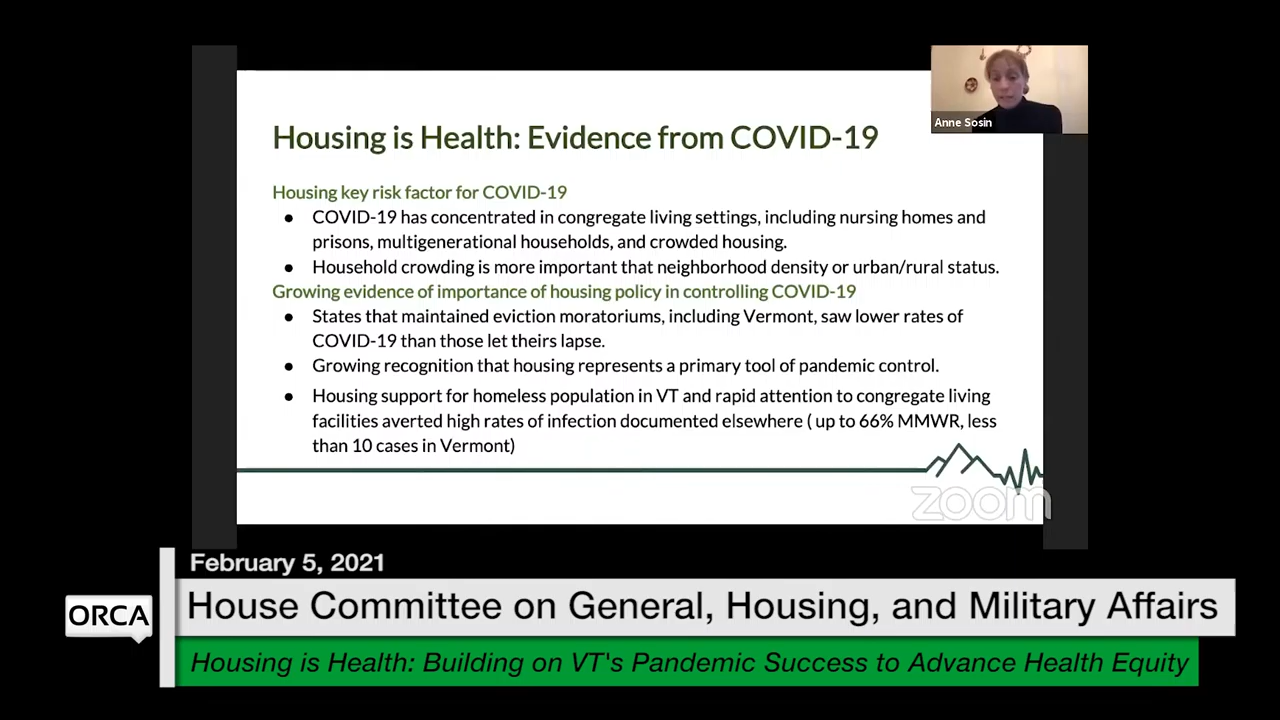 Anne Sosin
Housing is Health: Evidence from COVID-19
Housing key risk factor for COVID-19
● COVID-19 has concentrated in congregate living settings, including nursing homes and
prisons, multigenerational households, and crowded housing.
● Household crowding is more important that neighborhood density or urban/rural status.
Growing evidence of importance of housing policy in controlling COVID-19
● States that maintained eviction moratoriums, including Vermont, saw lower rates of
COVID-19 than those let theirs lapse.
● Growing recognition that housing represents a primary tool of pandemic control.
● Housing support for homeless population in VT and rapid attention to congregate living
facilities averted high rates of infection documented elsewhere ( up to 66% MMWR, less
than 10 cases in Vermont)
zoom
February 5, 2021
ORCA
House Committee on General, Housing, and Military Affairs
Housing is Health: Building on VT's Pandemic Success to Advance Health Equity